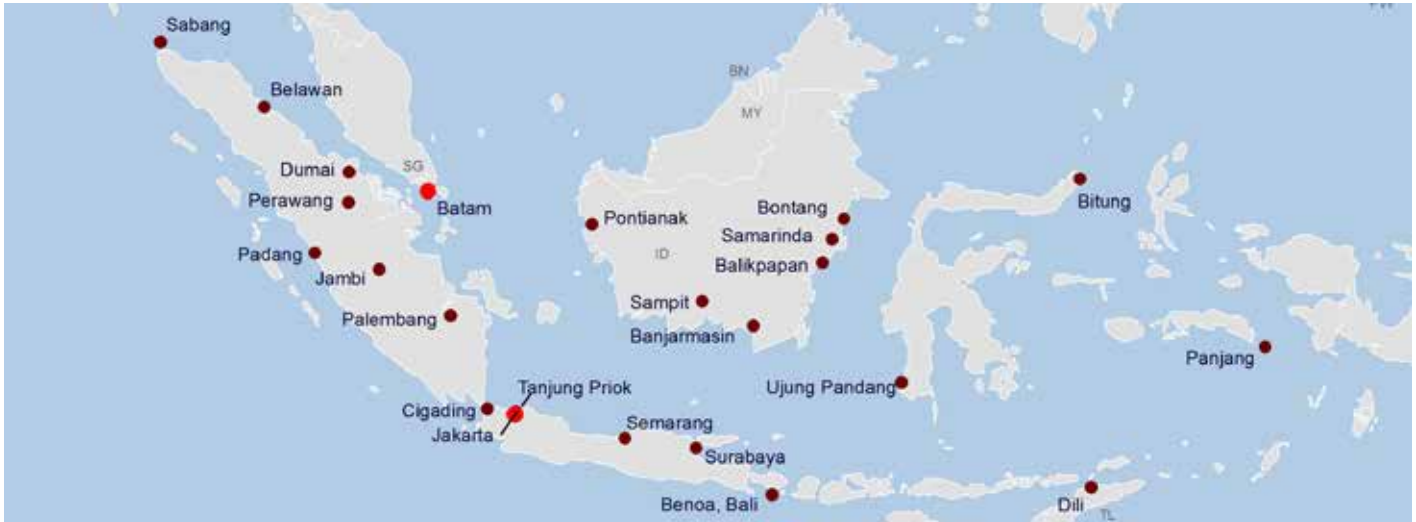 Sabang
Belawan
BN
MY
SG
Dumai
Perawang
Batam
Bitung
Bontang
Pontianak
Samarinda
Padang
ID
Balikpapan
Jambi
Sampit
Palembang
Banjarmasin
Panjang
Tanjung Priok
Ujung Pandang
Cigading
Jakarta
Semarang
Surabaya
Benoa, Bali
Dili
TL